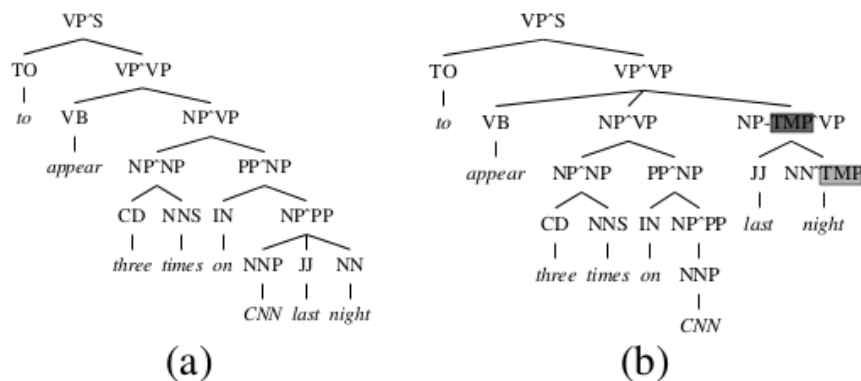 VP^S VP^S
TO VP^VP TO VP^VP
to VB NP^VP to VB NP^VP NP-TMP^VP
appear NP^NP PP^NP appear NP^NP PP^NP JJ NN^TMP
CD NNS IN NP^PP CD NNS IN NP^PP last night
three times on NNP JJ NN three times on NNP
CNN last night CNN
(a) (b)